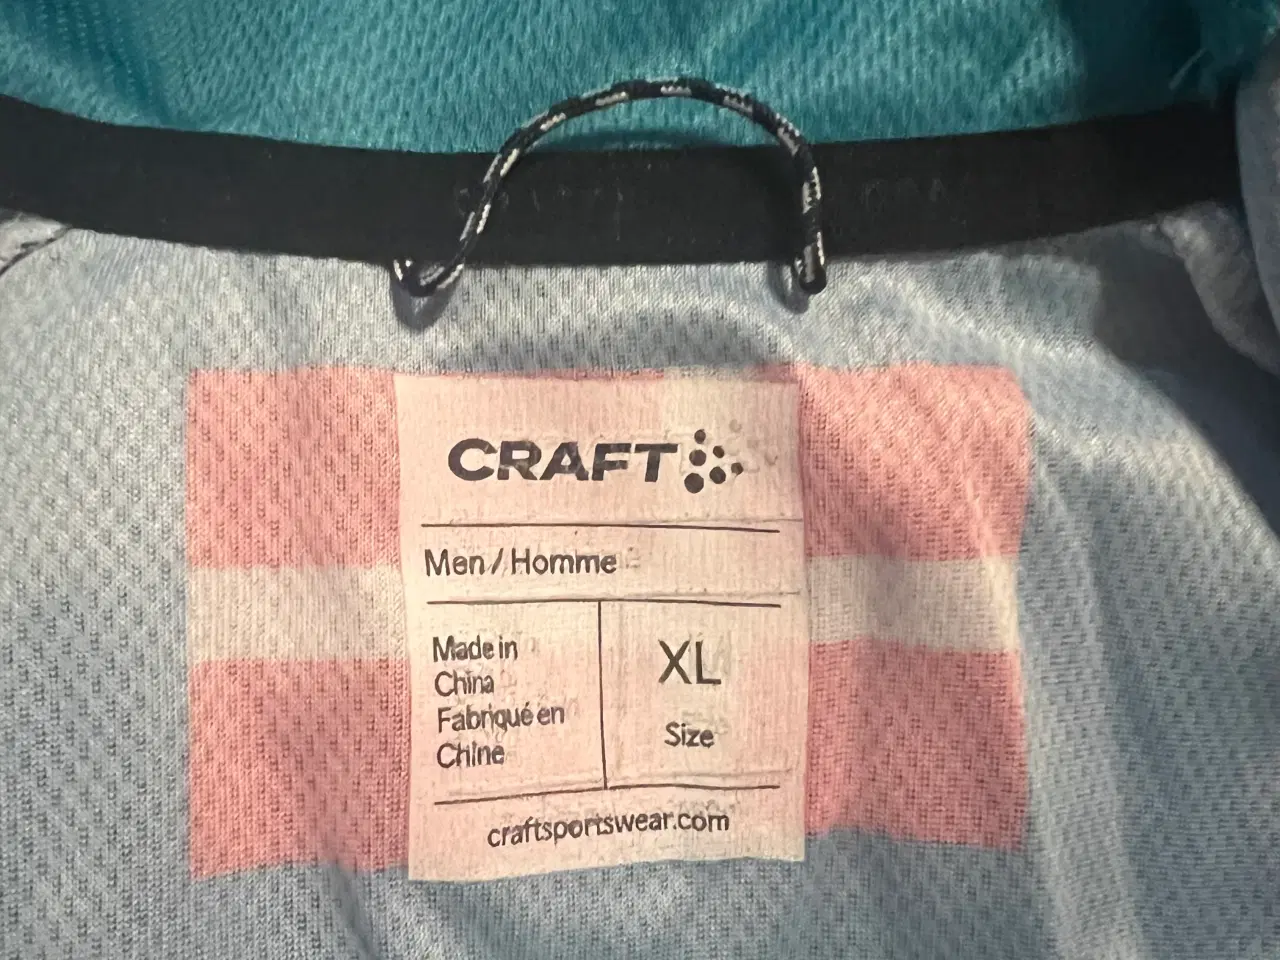 CRAFT
Men / Homme
Made in
China
Fabriqué en
Chine
XL
Size
craftsportswear.com